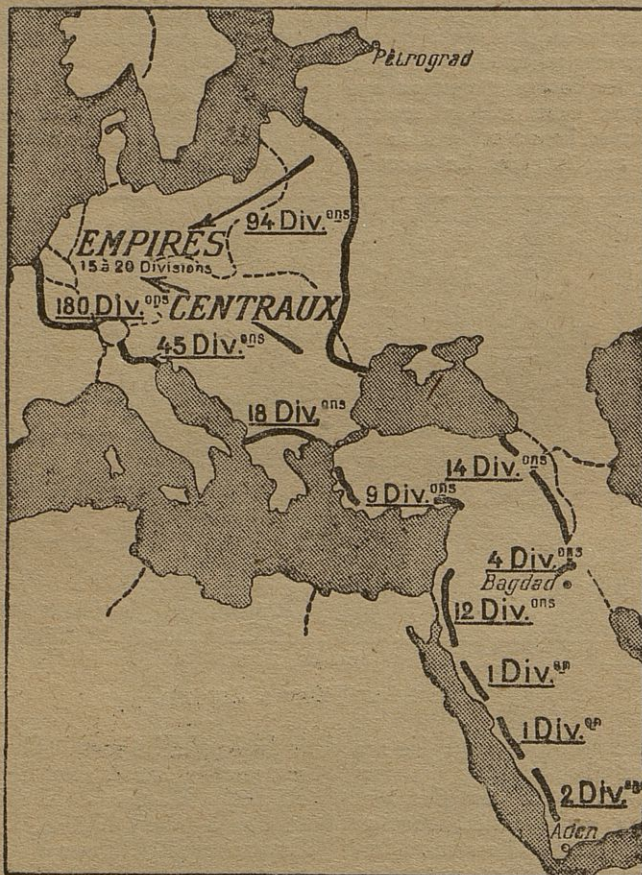 Pétrograd
94 Div.ons
EMPIRES
15 à 20 Divisions
180 Div.ons
CENTRAUX
45 Div.ons
18 Div.ons
14 Div.ons
9 Div.ons
4 Div.ons
Bagdad
12 Div.ons
1 Div.on
1 Div.on
2 Div.ons
Aden